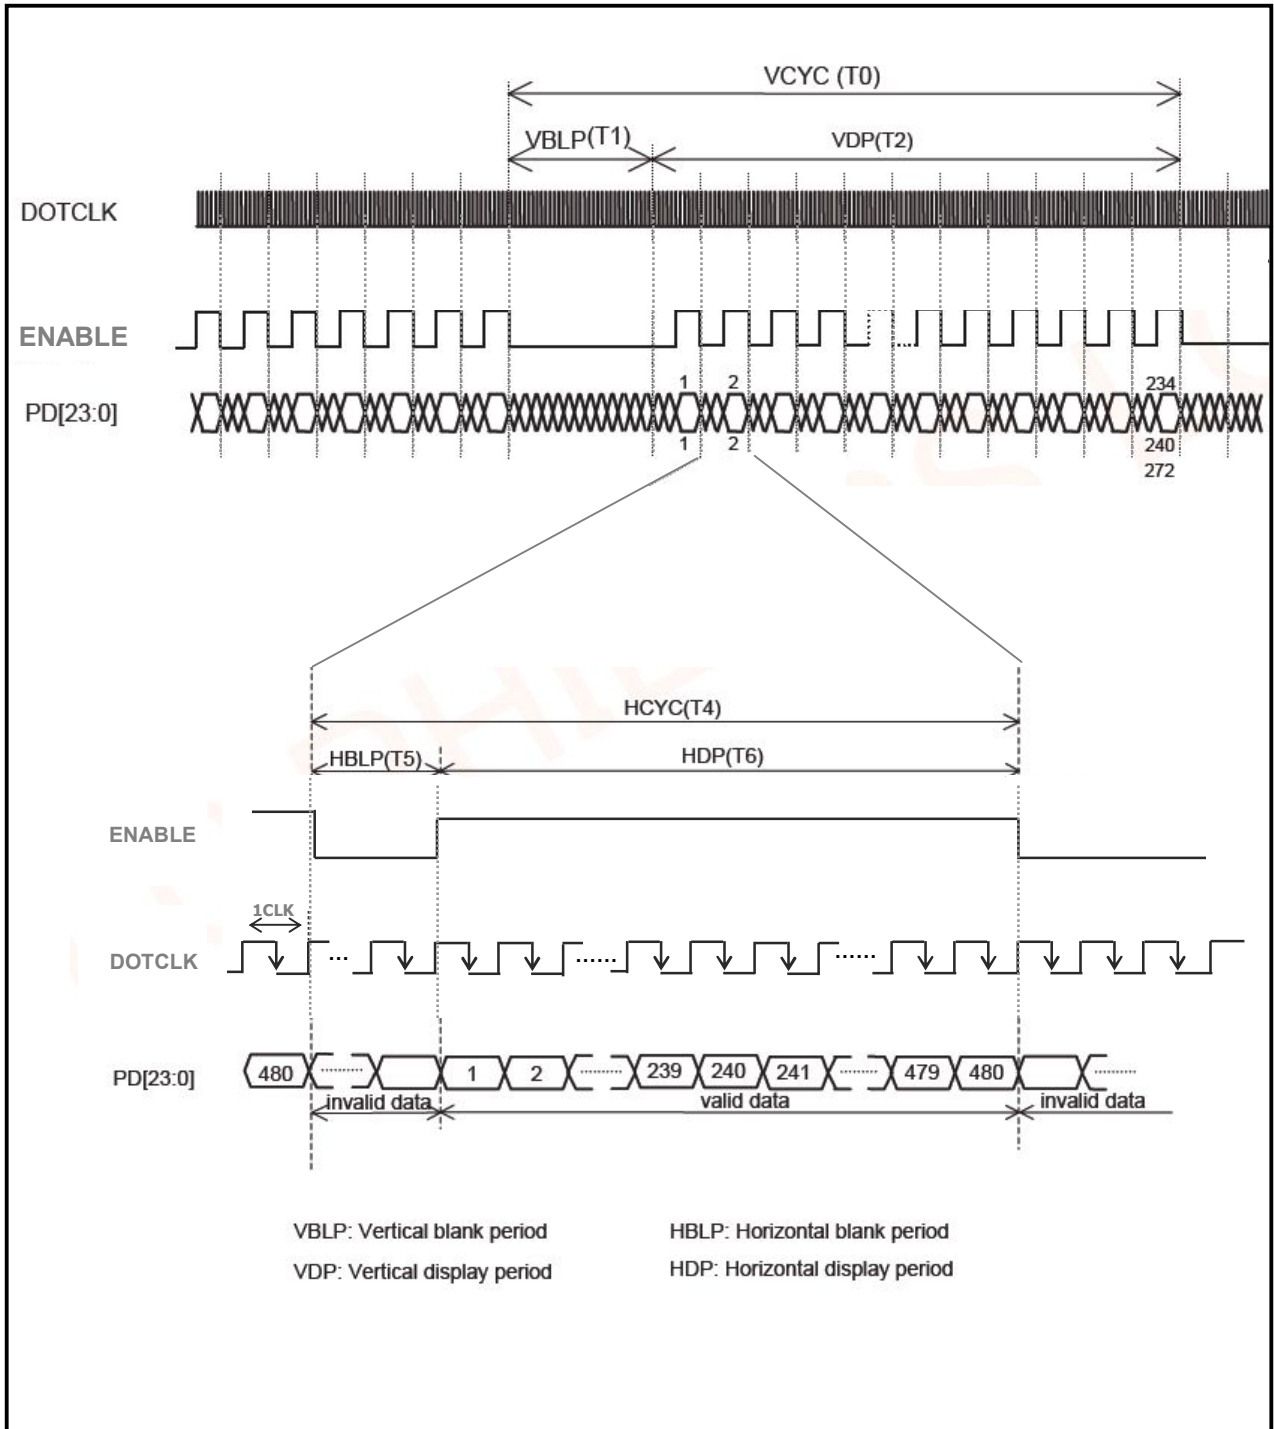 VCYC (T0)
VBLP(T1)
VDP(T2)
DOTCLK
ENABLE
1 2 234
PD[23:0]
1 2 240
272
HCYC(T4)
HBLP(T5)
HDP(T6)
ENABLE
1CLK
DOTCLK
PD[23:0]
480 1 2 239 240 241 479 480
invalid data
valid data
invalid data
VBLP: Vertical blank period
HBLP: Horizontal blank period
VDP: Vertical display period
HDP: Horizontal display period